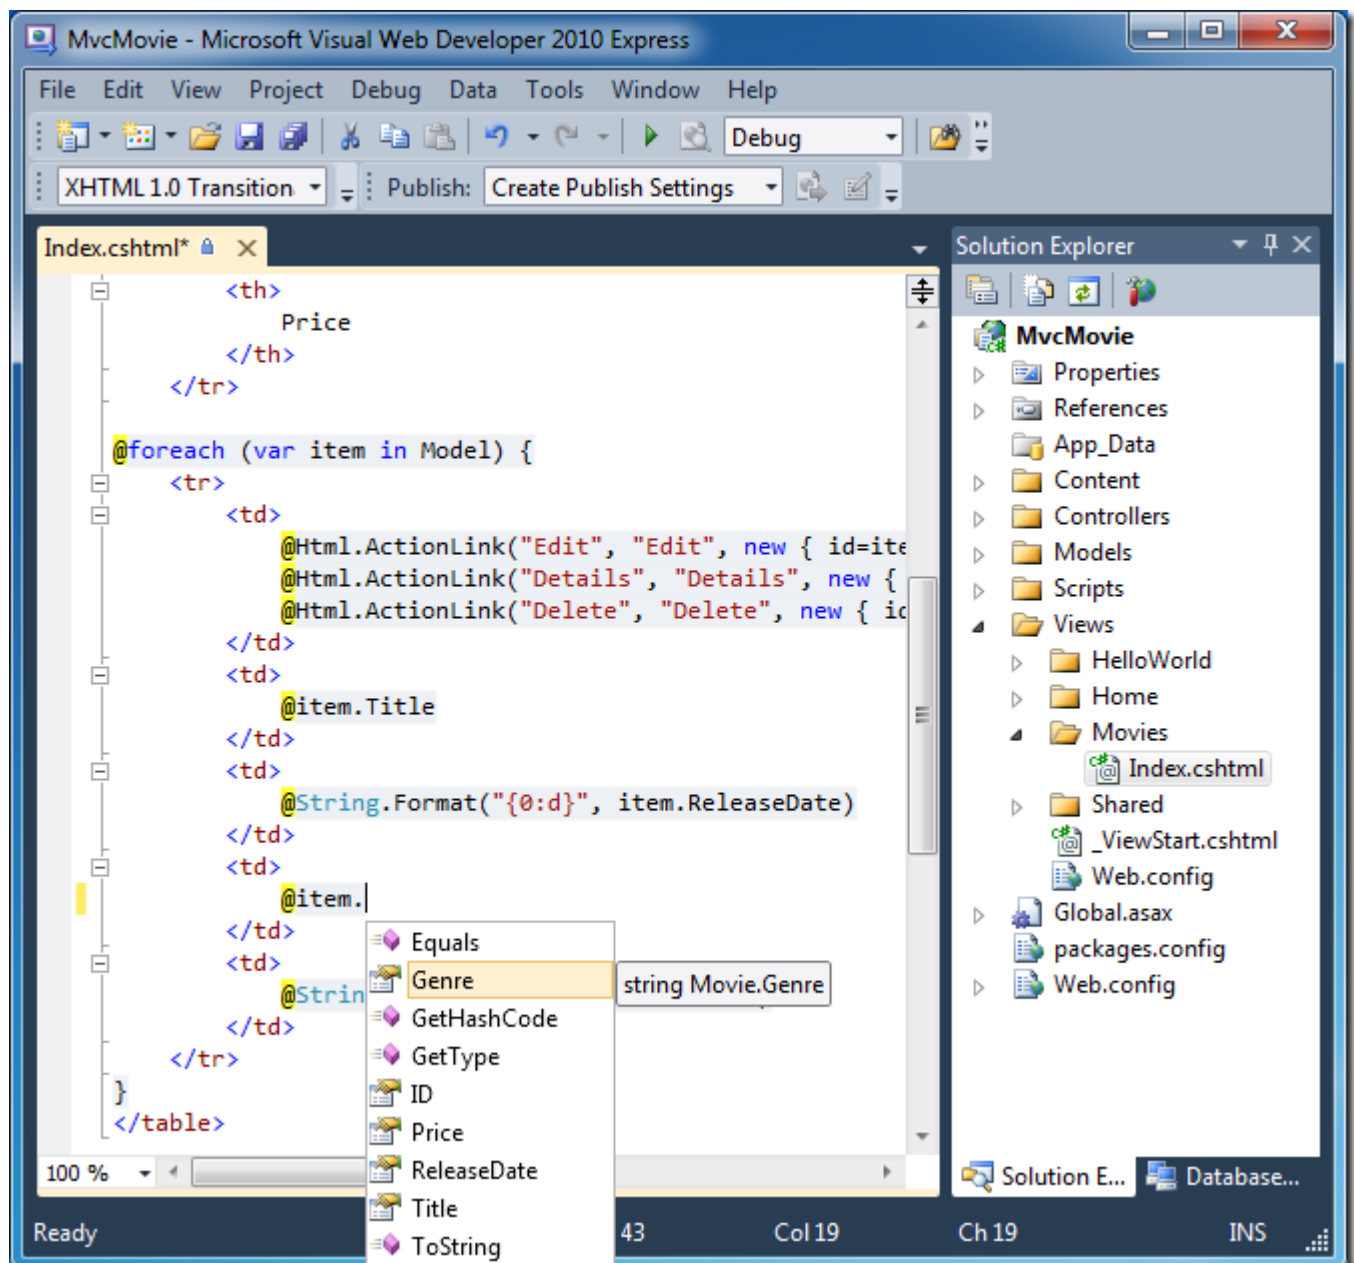 MvcMovie - Microsoft Visual Web Developer 2010 Express
File Edit View Project Debug Data Tools Window Help
Debug
XHTML 1.0 Transition Publish: Create Publish Settings
Index.cshtml*
<th>
Price
</th>
</tr>
@foreach (var item in Model) {
<tr>
<td>
@Html.ActionLink("Edit", "Edit", new { id=ite
@Html.ActionLink("Details", "Details", new {
@Html.ActionLink("Delete", "Delete", new { id
</td>
<td>
@item.Title
</td>
<td>
@String.Format("{0:d}", item.ReleaseDate)
</td>
<td>
@item.
</td>
<td>
@Strin
</td>
</tr>
}
</table>
Equals
Genre
string Movie.Genre
GetHashCode
GetType
ID
Price
ReleaseDate
Title
ToString
100 %
Solution Explorer
MvcMovie
Properties
References
App_Data
Content
Controllers
Models
Scripts
Views
HelloWorld
Home
Movies
Index.cshtml
Shared
_ViewStart.cshtml
Web.config
Global.asax
packages.config
Web.config
Solution E... Database...
Ready 43 Col 19 Ch 19 INS